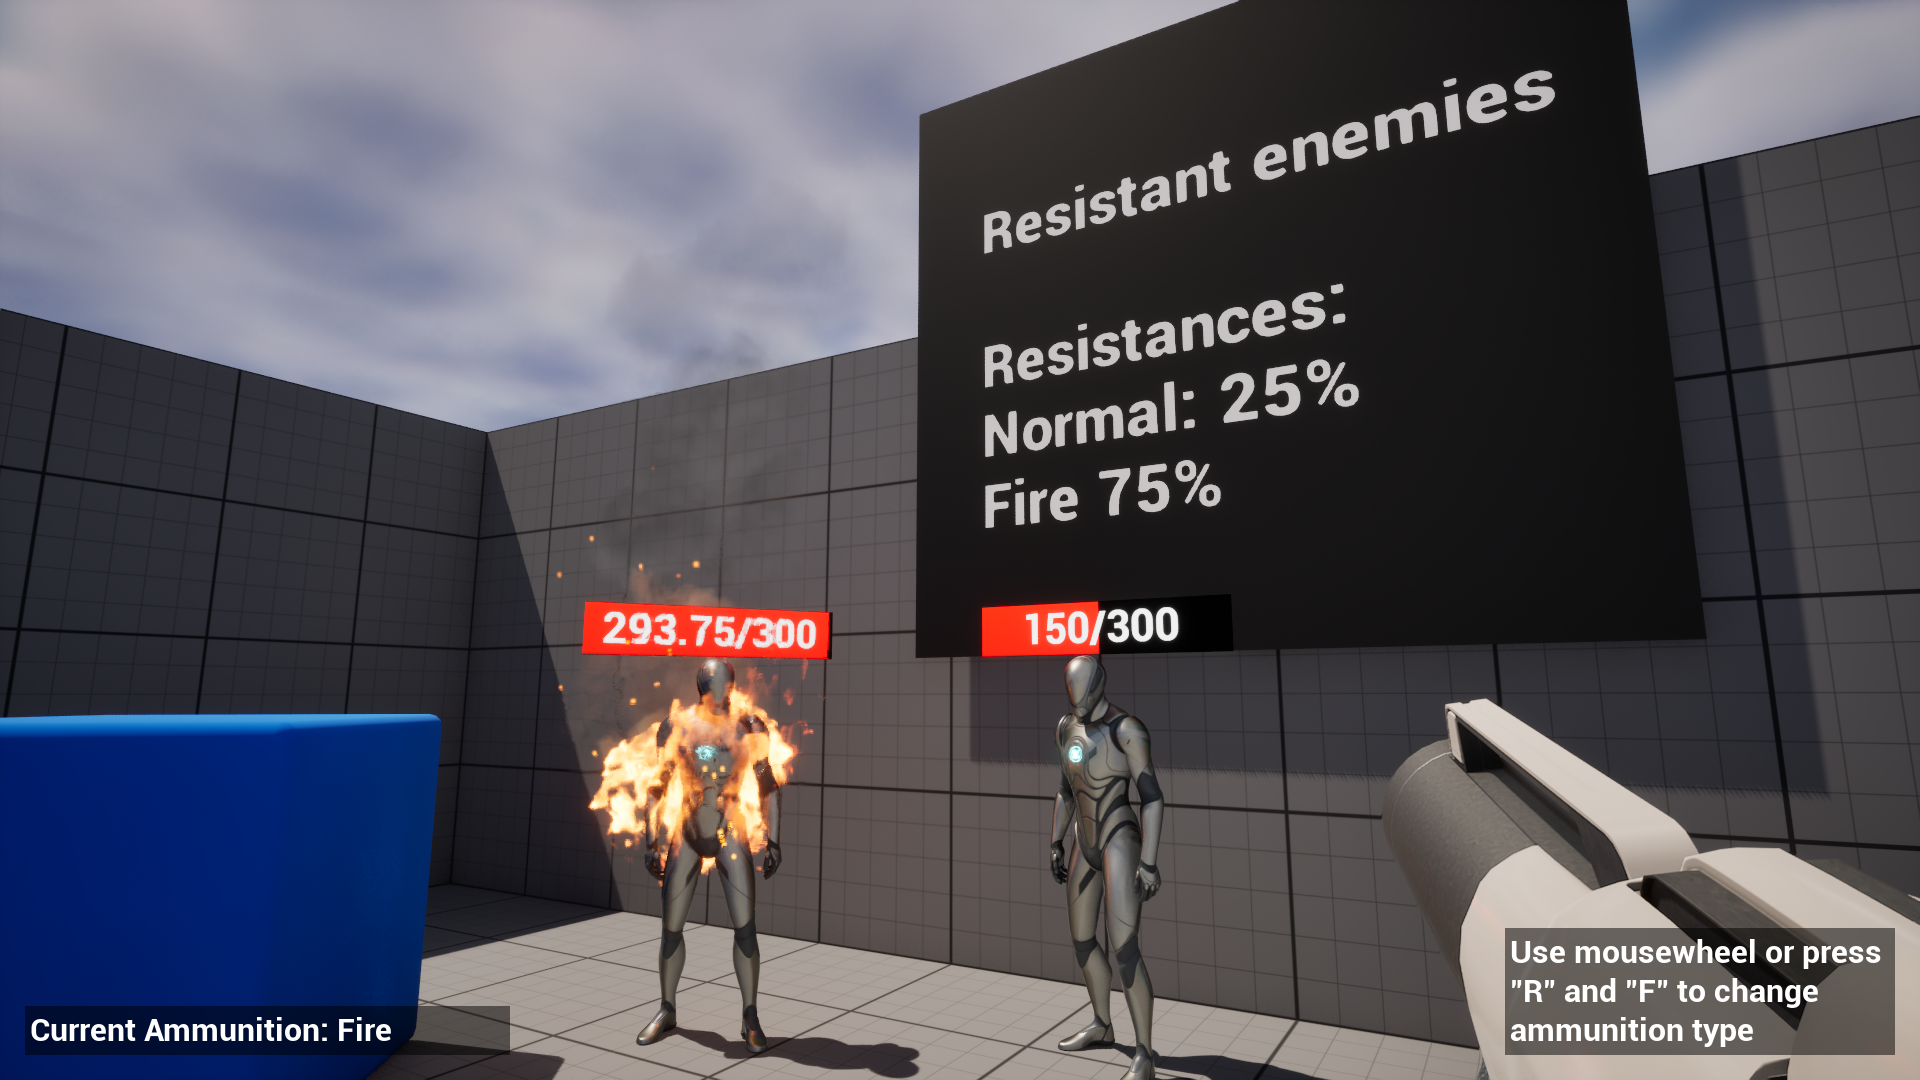 Resistant enemies
Resistances:
Normal: 25%
Fire 75%
293.75/300
150/300
Current Ammunition: Fire
Use mousewheel or press
"R" and "F" to change
ammunition type